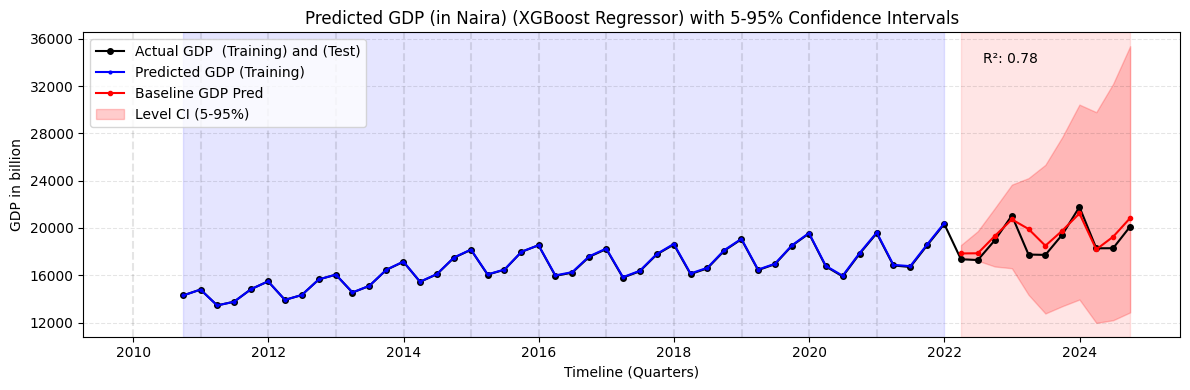 Predicted GDP (in Naira) (XGBoost Regressor) with 5-95% Confidence Intervals
Actual GDP  (Training) and (Test)
Predicted GDP (Training)
Baseline GDP Pred
Level CI (5-95%)
R²: 0.78
GDP in billion
36000
32000
28000
24000
20000
16000
12000
2010
2012
2014
2016
2018
2020
2022
2024
Timeline (Quarters)